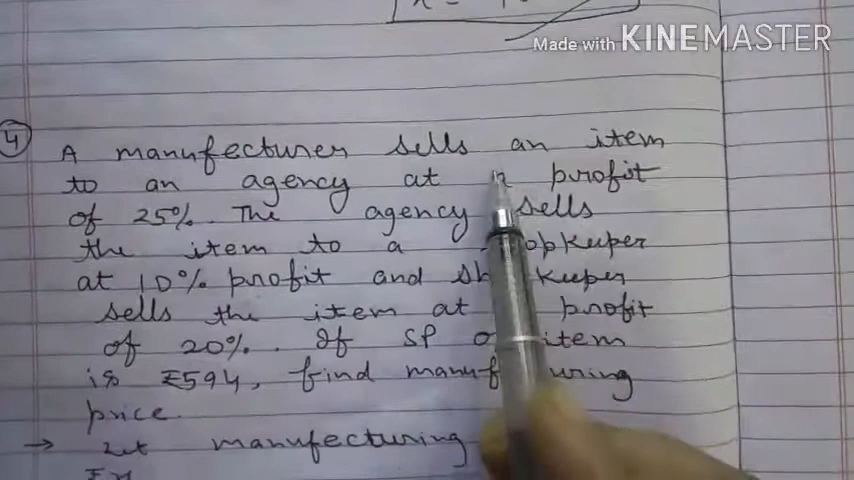 Made with KINEMASTER
4
A manufecturer sells an item
to an agency at profit
of 25%. The agency sells
the item to a
at 10% profit and
sells the item at profit
of 20%. If SP item
is ₹594, find
price.
→ Let manufecturing